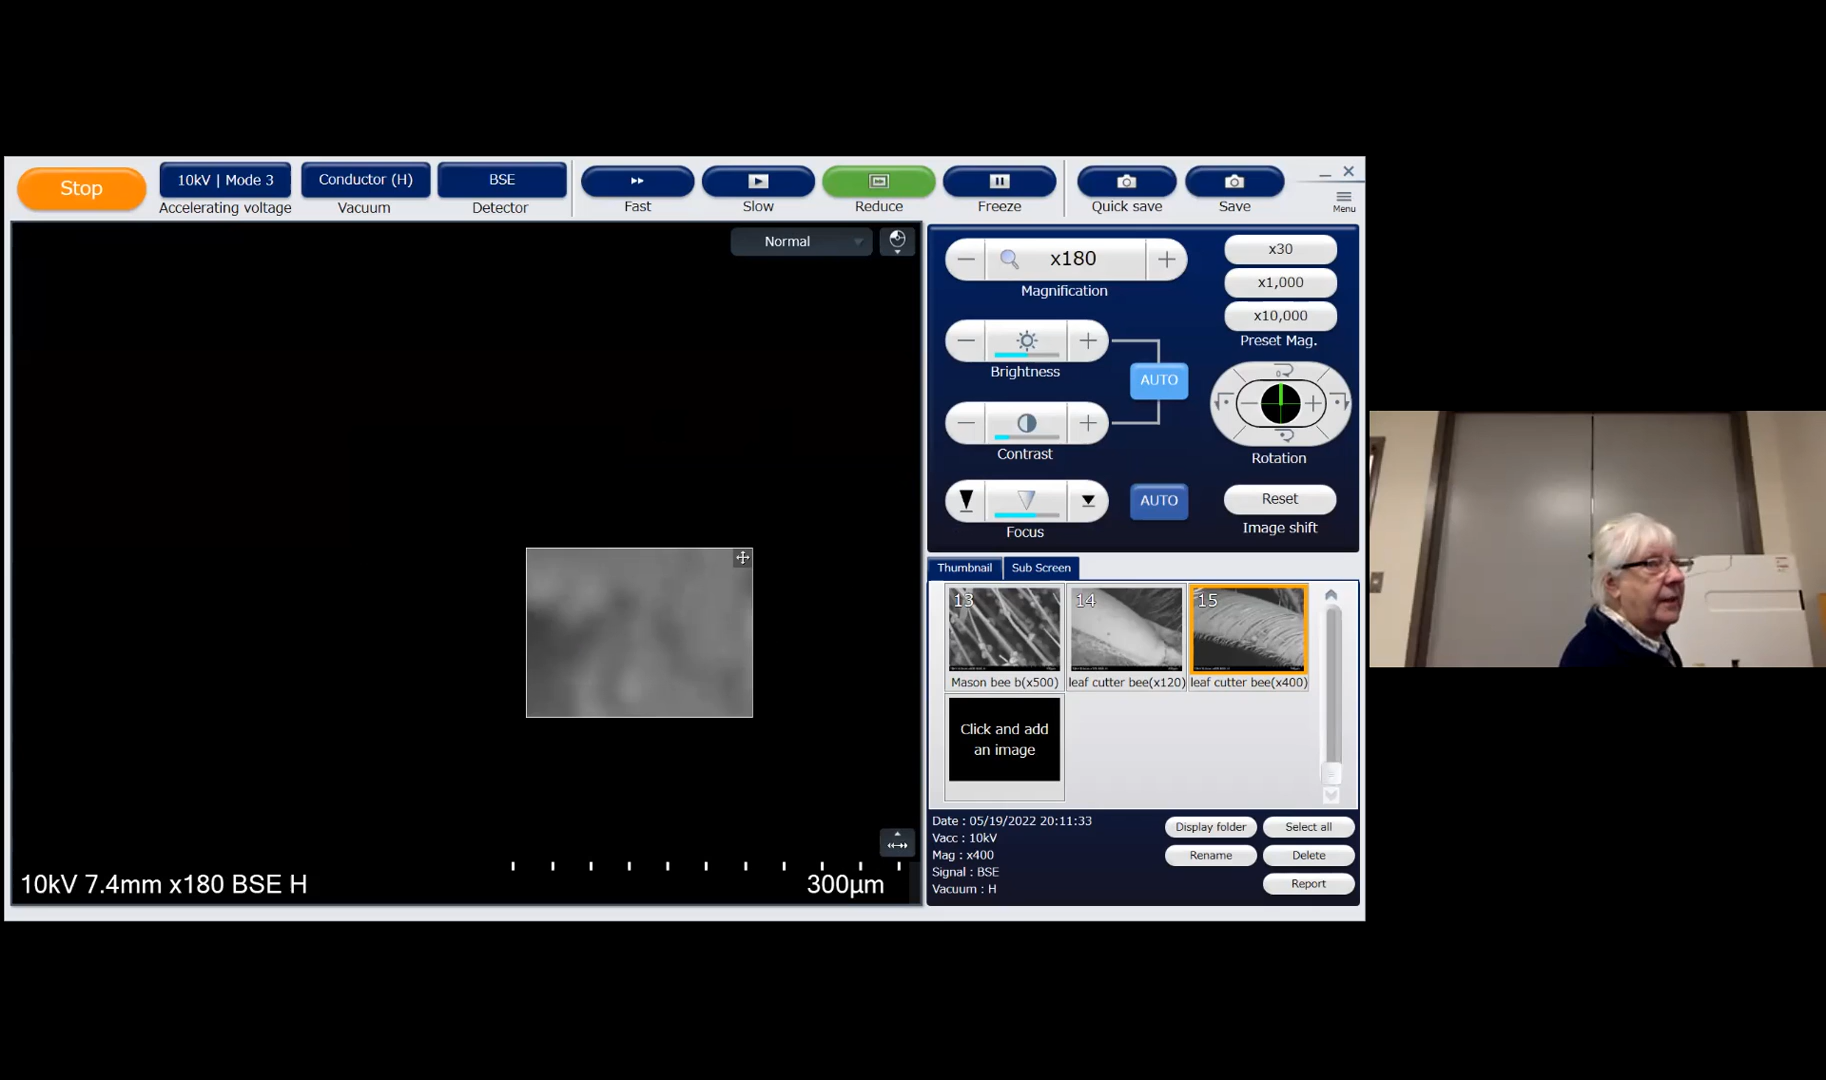 Stop
10kV | Mode 3
Accelerating voltage
Conductor (H)
Vacuum
BSE
Detector
Fast
Slow
Reduce
Freeze
Quick save
Save
Menu
Normal
x180
Magnification
x30
x1,000
x10,000
Preset Mag.
Brightness
AUTO
Contrast
Rotation
Focus
AUTO
Reset
Image shift
Thumbnail
Sub Screen
13
14
15
Mason bee b(x500)
leaf cutter bee(x120)
leaf cutter bee(x400)
Click and add
an image
Date : 05/19/2022 20:11:33
Vacc : 10kV
Mag : x400
Signal : BSE
Vacuum : H
Display folder
Select all
Rename
Delete
Report
10kV 7.4mm x180 BSE H
300µm